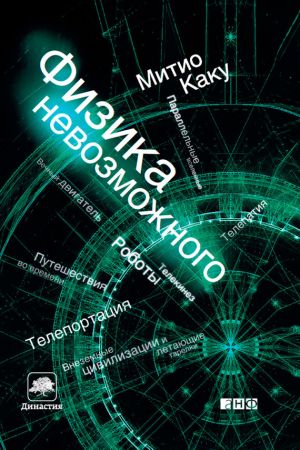 Митио
Каку
Физика
невозможного
Параллельные
вселенные
Вечный двигатель
Телепатия
Путешествия
во времени
Роботы
Телекинез
Телепортация
Внеземные
цивилизации и
летающие
тарелки
ДИНАСТИЯ
АНФ